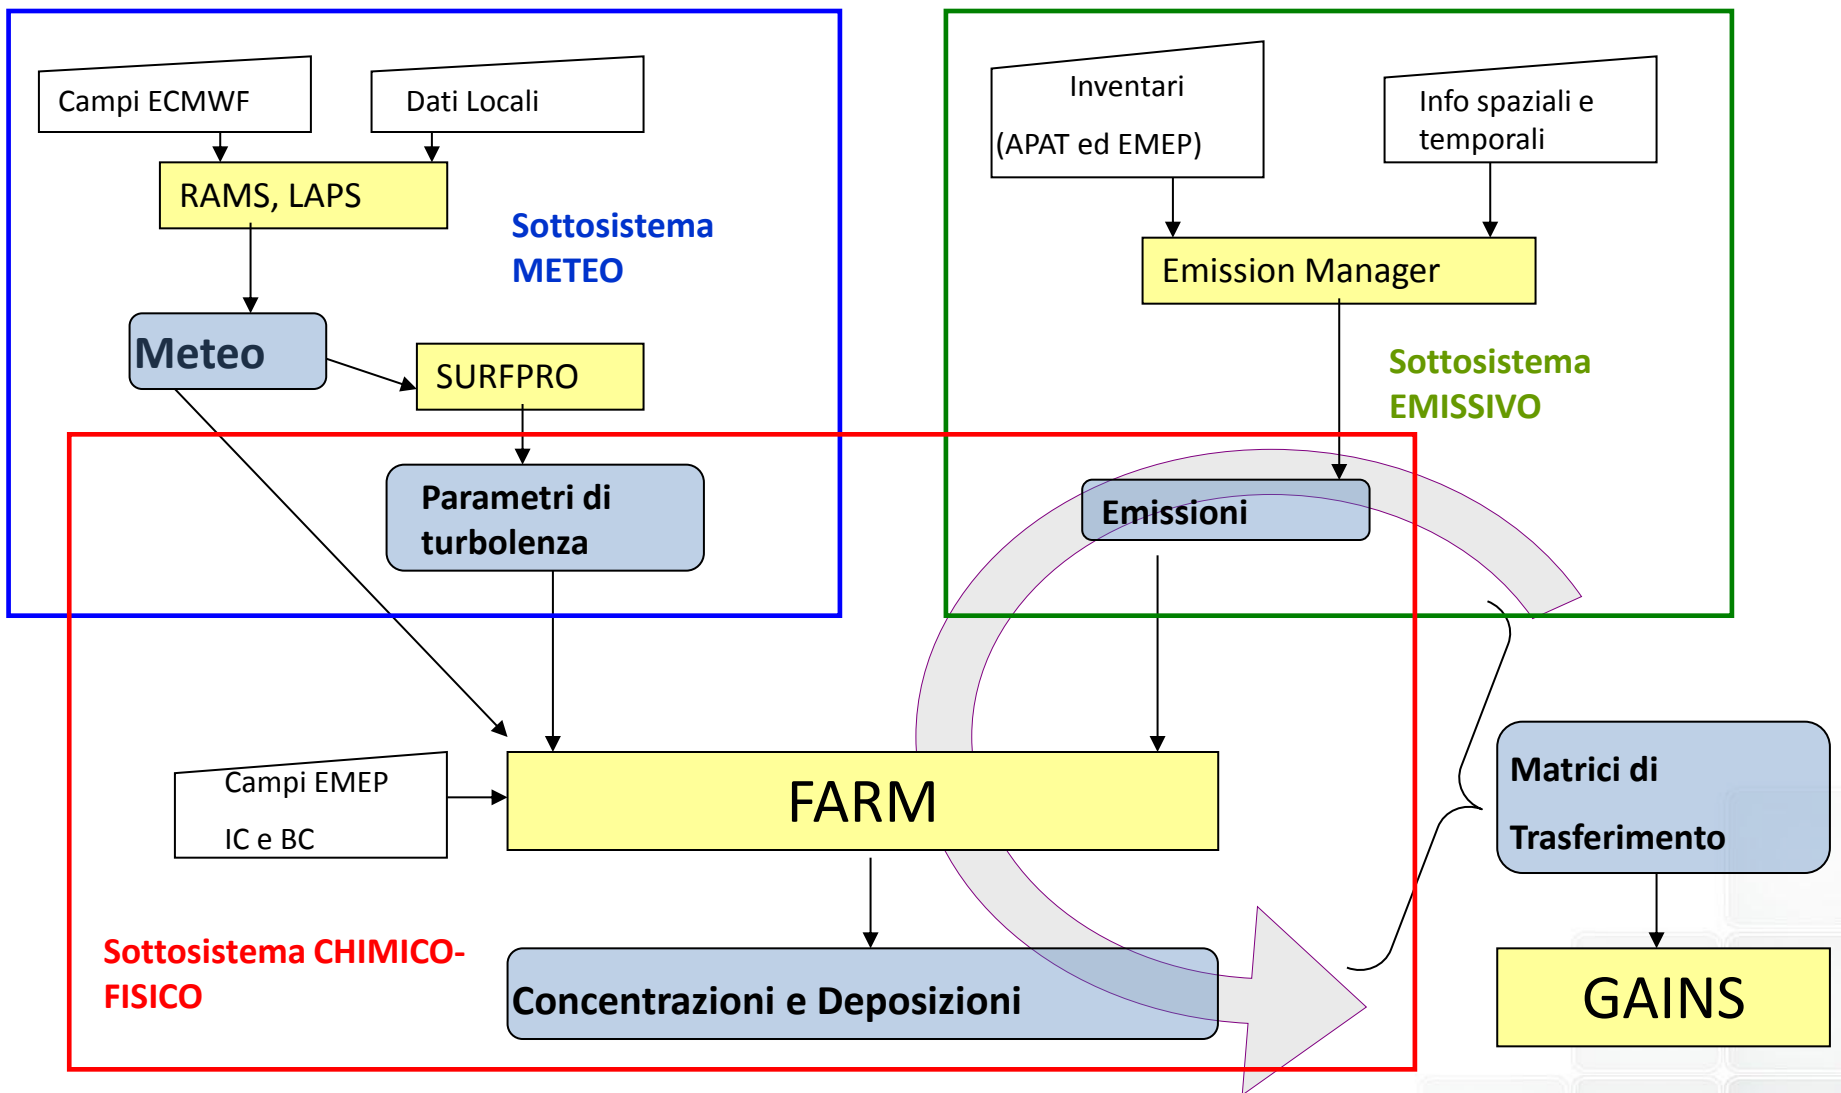 Campi ECMWF
Dati Locali
RAMS, LAPS
Sottosistema
METEO
Meteo
SURFPRO
Parametri di
turbolenza
Inventari
(APAT ed EMEP)
Info spaziali e
temporali
Emission Manager
Sottosistema
EMISSIVO
Emissioni
Campi EMEP
IC e BC
FARM
Sottosistema CHIMICO-
FISICO
Concentrazioni e Deposizioni
Matrici di
Trasferimento
GAINS